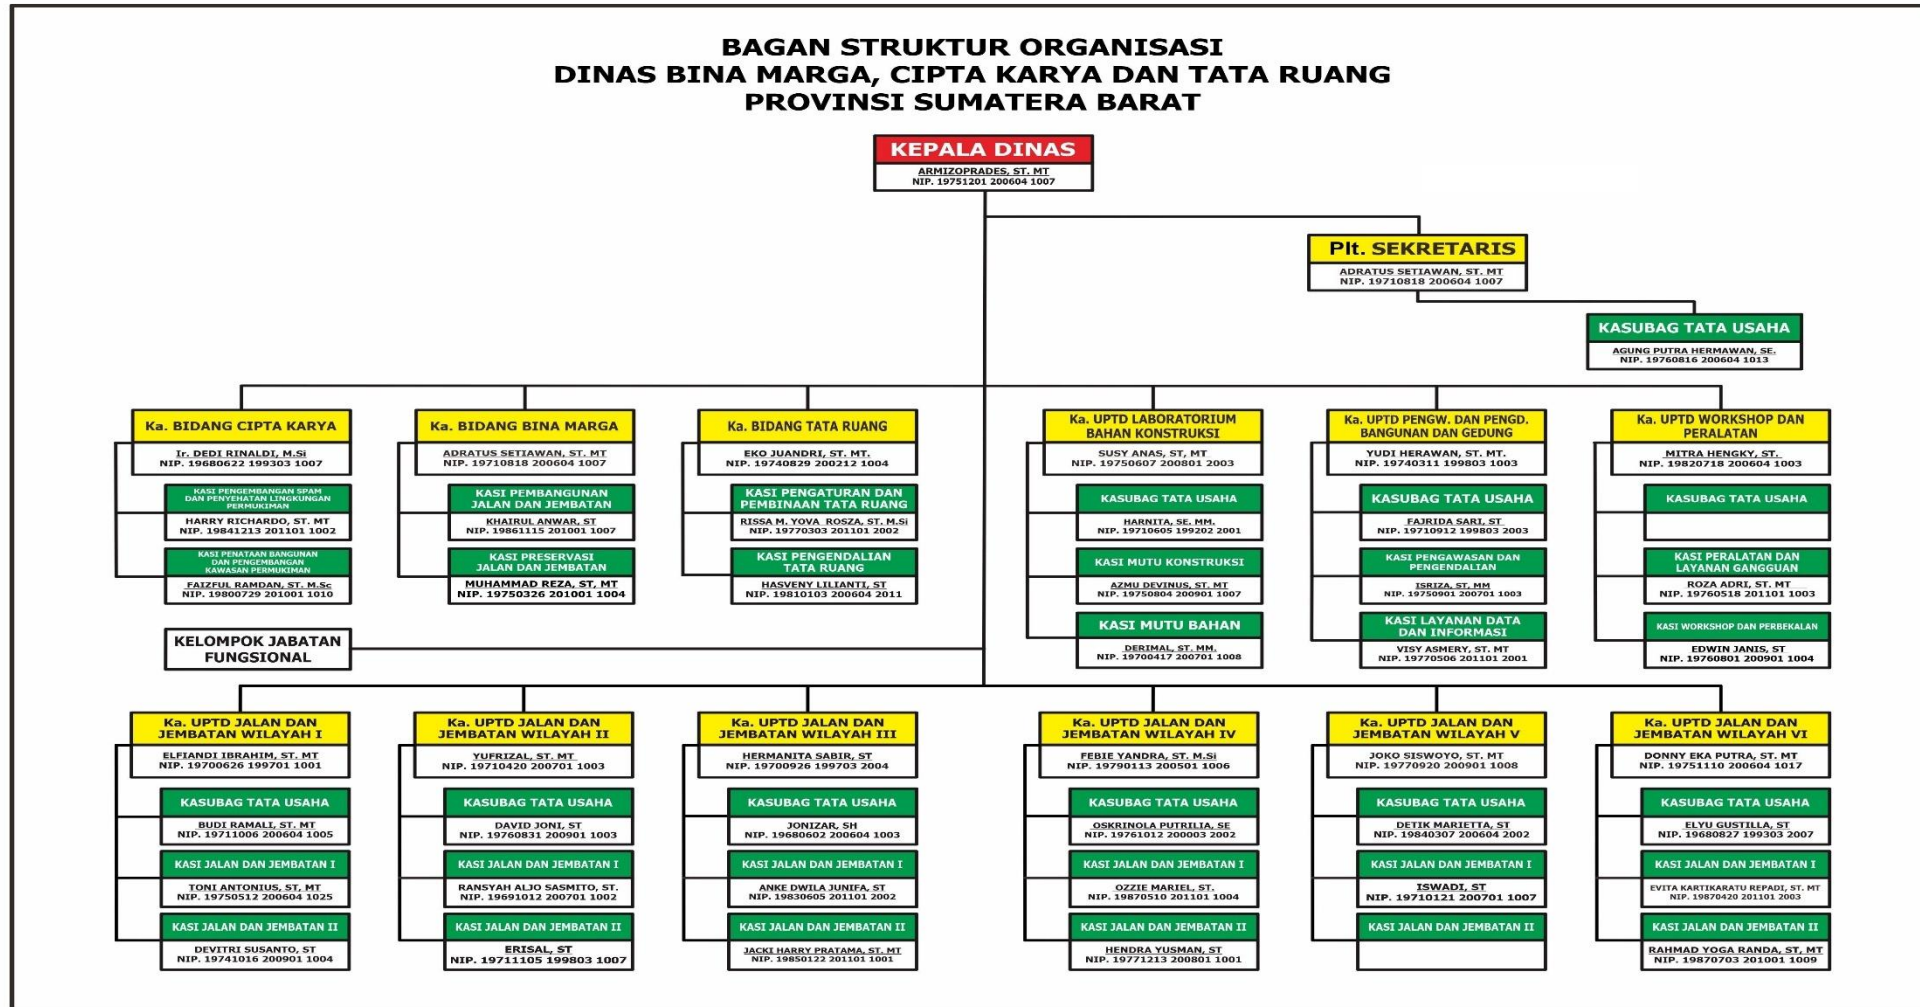 BAGAN STRUKTUR ORGANISASI
DINAS BINA MARGA, CIPTA KARYA DAN TATA RUANG
PROVINSI SUMATERA BARAT
KEPALA DINAS
ARMIZOPRADES, ST. MT
NIP. 19751201 200604 1007
Plt. SEKRETARIS
ADRATUS SETIAWAN, ST. MT
NIP. 19710818 200604 1007
KASUBAG TATA USAHA
AGUNG PUTRA HERMAWAN, SE.
NIP. 19760816 200604 1013
Ka. BIDANG CIPTA KARYA
Ir. DEDI RINALDI, M.Si
NIP. 19680622 199303 1007
KASI PENGEMBANGAN SPAM
DAN PENYEHATAN LINGKUNGAN
PERMUKIMAN
HARRY RICHARDO, ST. MT
NIP. 19841213 201101 1002
KASI PENATAAN BANGUNAN
DAN PENGEMBANGAN
KAWASAN PERMUKIMAN
FAIZFUL RAMDAN, ST. M.Sc
NIP. 19800729 201001 1010
Ka. BIDANG BINA MARGA
ADRATUS SETIAWAN, ST. MT
NIP. 19710818 200604 1007
KASI PEMBANGUNAN
JALAN DAN JEMBATAN
KHAIRUL ANWAR, ST
NIP. 19861115 201001 1007
KASI PRESERVASI
JALAN DAN JEMBATAN
MUHAMMAD REZA, ST, MT
NIP. 19750326 201001 1004
Ka. BIDANG TATA RUANG
EKO JUANDRI, ST. MT.
NIP. 19740829 200212 1004
KASI PENGATURAN DAN
PEMBINAAN TATA RUANG
RISSA M. YOVA ROSZA, ST. M.Si
NIP. 19770303 201101 2002
KASI PENGENDALIAN
TATA RUANG
HASVENY LILIANTI, ST
NIP. 19810103 200604 2011
Ka. UPTD LABORATORIUM
BAHAN KONSTRUKSI
SUSY ANAS, ST, MT
NIP. 19750607 200801 2003
KASUBAG TATA USAHA
HARNITA, SE. MM.
NIP. 19710605 199202 2001
KASI MUTU KONSTRUKSI
AZMU DEVINUS, ST. MT
NIP. 19750804 200901 1007
KASI MUTU BAHAN
DERIMAL, ST. MM.
NIP. 19700417 200701 1008
Ka. UPTD PENGW. DAN PENGD.
BANGUNAN DAN GEDUNG
YUDI HERAWAN, ST. MT.
NIP. 19740311 199803 1003
KASUBAG TATA USAHA
FAJRIDA SARI, ST
NIP. 19710912 199803 2003
KASI PENGAWASAN DAN
PENGENDALIAN
ISRIZA, ST, MM
NIP. 19750901 200701 1003
KASI LAYANAN DATA
DAN INFORMASI
VISY ASMERY, ST. MT
NIP. 19770506 201101 2001
Ka. UPTD WORKSHOP DAN
PERALATAN
MITRA HENGKY, ST.
NIP. 19820718 200604 1003
KASUBAG TATA USAHA
KASI PERALATAN DAN
LAYANAN GANGGUAN
ROZA ADRI, ST. MT
NIP. 19760518 201101 1003
KASI WORKSHOP DAN PERBEKALAN
EDWIN JANIS, ST
NIP. 19760801 200901 1004
KELOMPOK JABATAN
FUNGSIONAL
Ka. UPTD JALAN DAN
JEMBATAN WILAYAH I
ELFIANDI IBRAHIM, ST. MT
NIP. 19700626 199701 1001
KASUBAG TATA USAHA
BUDI RAMALI, ST. MT
NIP. 19711006 200604 1005
KASI JALAN DAN JEMBATAN I
TONI ANTONIUS, ST, MT
NIP. 19750512 200604 1025
KASI JALAN DAN JEMBATAN II
DEVITRI SUSANTO, ST
NIP. 19741016 200901 1004
Ka. UPTD JALAN DAN
JEMBATAN WILAYAH II
YUFRIZAL, ST. MT
NIP. 19710420 200701 1003
KASUBAG TATA USAHA
DAVID JONI, ST
NIP. 19760831 200901 1003
KASI JALAN DAN JEMBATAN I
RANSYAH ALJO SASMITO, ST.
NIP. 19691012 200701 1002
KASI JALAN DAN JEMBATAN II
ERISAL, ST
NIP. 19711105 199803 1007
Ka. UPTD JALAN DAN
JEMBATAN WILAYAH III
HERMANITA SABIR, ST
NIP. 19700926 199703 2004
KASUBAG TATA USAHA
JONIZAR, SH
NIP. 19680602 200604 1003
KASI JALAN DAN JEMBATAN I
ANKE DWILA JUNIFA, ST
NIP. 19830605 201101 2002
KASI JALAN DAN JEMBATAN II
JACKI HARRY PRATAMA, ST. MT
NIP. 19850122 201101 1001
Ka. UPTD JALAN DAN
JEMBATAN WILAYAH IV
FEBIE YANDRA, ST. M.Si
NIP. 19790113 200501 1006
KASUBAG TATA USAHA
OSKRINOLA PUTRILIA, SE
NIP. 19761012 200003 2002
KASI JALAN DAN JEMBATAN I
OZZIE MARIEL, ST.
NIP. 19870510 201101 1004
KASI JALAN DAN JEMBATAN II
HENDRA YUSMAN, ST
NIP. 19771213 200801 1001
Ka. UPTD JALAN DAN
JEMBATAN WILAYAH V
JOKO SISWOYO, ST. MT
NIP. 19770920 200901 1008
KASUBAG TATA USAHA
DETIK MARIETTA, ST
NIP. 19840307 200604 2002
KASI JALAN DAN JEMBATAN I
ISWADI, ST
NIP. 19710121 200701 1007
KASI JALAN DAN JEMBATAN II
Ka. UPTD JALAN DAN
JEMBATAN WILAYAH VI
DONNY EKA PUTRA, ST. MT
NIP. 19751110 200604 1017
KASUBAG TATA USAHA
ELYU GUSTILLA, ST
NIP. 19680827 199303 2007
KASI JALAN DAN JEMBATAN I
EVITA KARTIKARATU REPADI, ST. MT
NIP. 19870420 201101 2003
KASI JALAN DAN JEMBATAN II
RAHMAD YOGA RANDA, ST, MT
NIP. 19870703 201001 1009